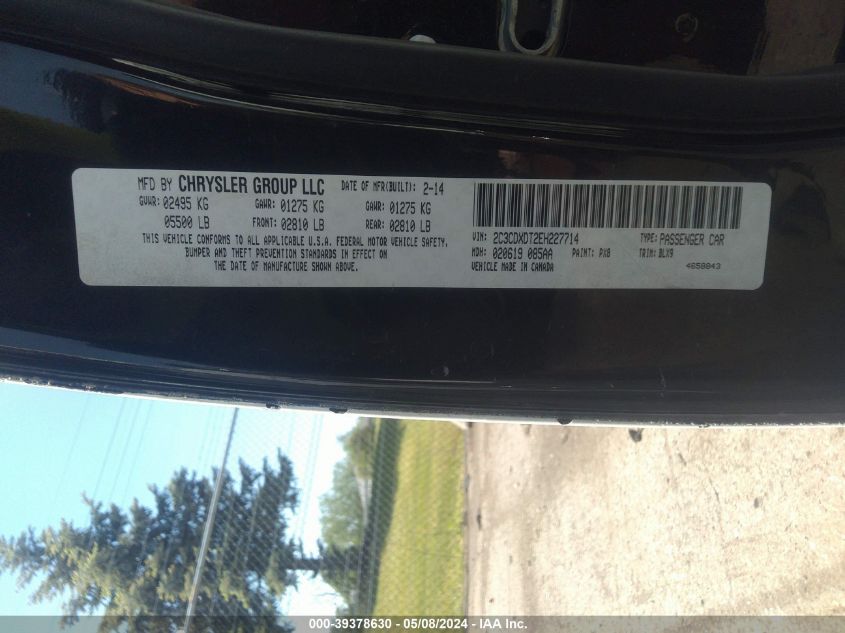 MFD BY CHRYSLER GROUP LLC DATE OF MFR(BUILT): 2-14
GVWR: 02495 KG GAWR: 01275 KG GAWR: 01275 KG
05500 LB FRONT: 02810 LB REAR: 02810 LB
THIS VEHICLE CONFORMS TO ALL APPLICABLE U.S.A. FEDERAL MOTOR VEHICLE SAFETY,
BUMPER AND THEFT PREVENTION STANDARDS IN EFFECT ON
THE DATE OF MANUFACTURE SHOWN ABOVE.
VIN: 2C3CDXDT2EH227714 TYPE: PASSENGER CAR
MDH: 020619 085AA PAINT: PX8 TRIM: BLX9
VEHICLE MADE IN CANADA 4658843
000-39378630 - 05/08/2024 - IAA Inc.